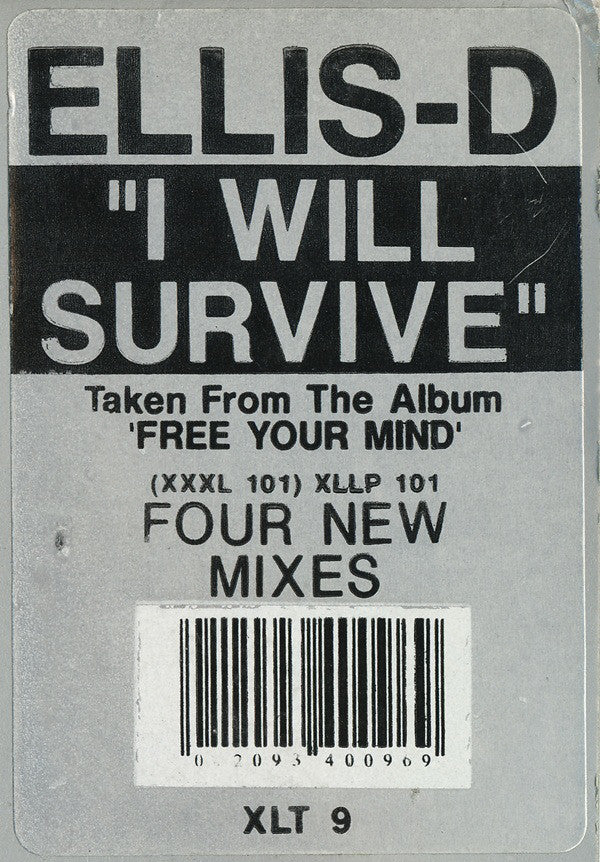 ELLIS-D
"I WILL
SURVIVE"
Taken From The Album
'FREE YOUR MIND'
(XXXL 101) XLLP 101
FOUR NEW
MIXES
2093 400969
XLT 9